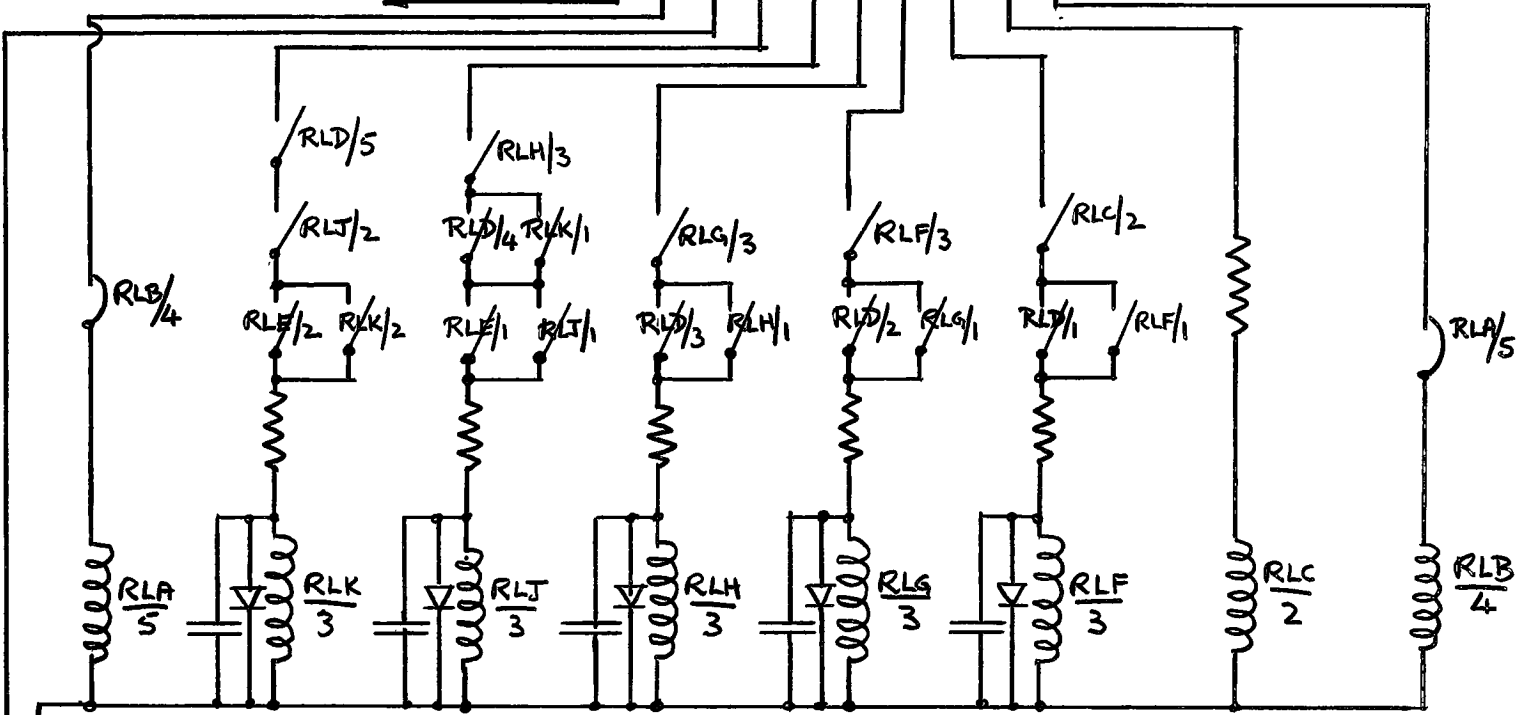 RLD/5
RLH/3
RLJ/2
RLD/4
RLK/1
RLG/3
RLF/3
RLC/2
RLB/4
RLE/2
RLK/2
RLE/1
RLJ/1
RLD/3
RLH/1
RLD/2
RLG/1
RLD/1
RLF/1
RLA/5
RLA/5
RLK/3
RLJ/3
RLH/3
RLG/3
RLF/3
RLC/2
RLB/4